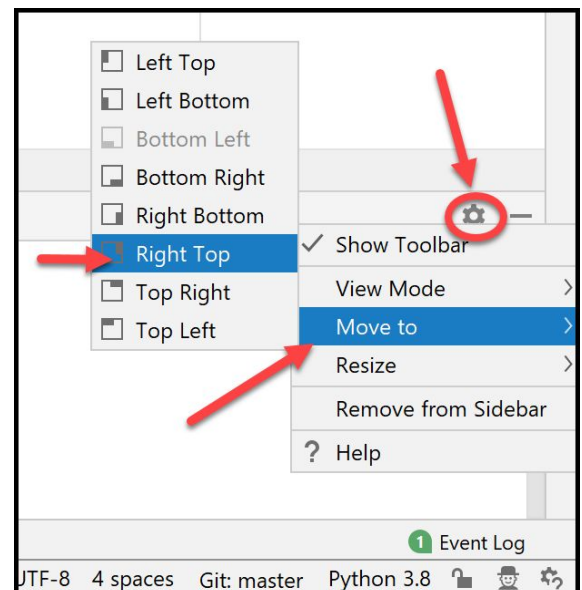 Left Top
Left Bottom
Bottom Left
Bottom Right
Right Bottom
Right Top
Top Right
Top Left
Show Toolbar
View Mode
Move to
Resize
Remove from Sidebar
? Help
1 Event Log
UTF-8 4 spaces Git: master Python 3.8